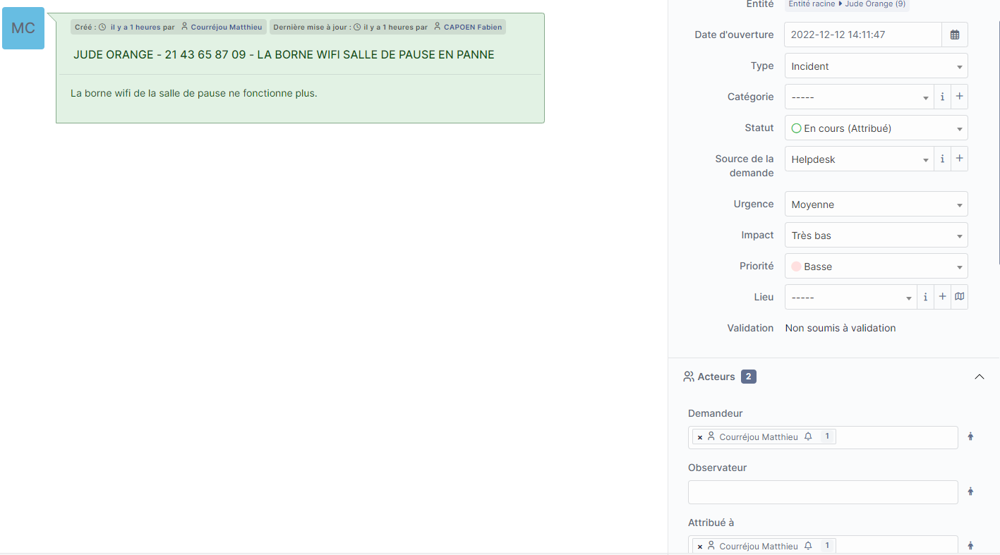 MC
Créé : il y a 1 heures par Courréjou Matthieu Dernière mise à jour : il y a 1 heures par CAPOEN Fabien
JUDE ORANGE - 21 43 65 87 09 - LA BORNE WIFI SALLE DE PAUSE EN PANNE
La borne wifi de la salle de pause ne fonctionne plus.
Entité Entité racine Jude Orange (9)
Date d'ouverture 2022-12-12 14:11:47
Type Incident
Catégorie ----- i +
Statut En cours (Attribué)
Source de la demande Helpdesk i +
Urgence Moyenne
Impact Très bas
Priorité Basse
Lieu ----- i +
Validation Non soumis à validation
Acteurs 2
Demandeur
× Courréjou Matthieu 1
Observateur
Attribué à
× Courréjou Matthieu 1